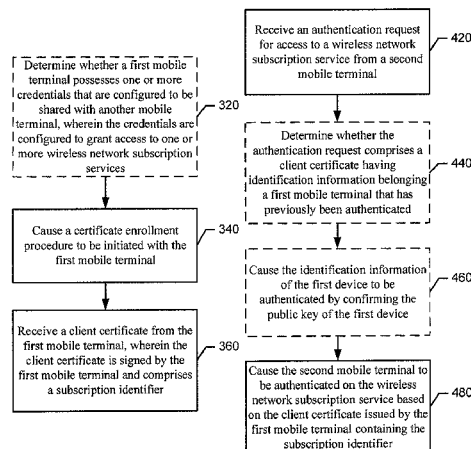 Determine whether a first mobile
terminal possesses one or more
credentials that are configured to be
shared with another mobile
terminal, wherein the credentials are
configured to grant access to one or
more wireless network subscription
services
320
Cause a certificate enrollment
procedure to be initiated with the
first mobile terminal
340
Receive a client certificate from the
first mobile terminal, wherein the
client certificate is signed by the
first mobile terminal and comprises
a subscription identifier
360
Receive an authentication request
for access to a wireless network
subscription service from a second
mobile terminal
420
Determine whether the
authentication request comprises a
client certificate having
identification information belonging
a first mobile terminal that has
previously been authenticated
440
Cause the identification information
of the first device to be
authenticated by confirming the
public key of the first device
460
Cause the second mobile terminal to
be authenticated on the wireless
network subscription service based
on the client certificate issued by the
first mobile terminal containing the
subscription identifier
480